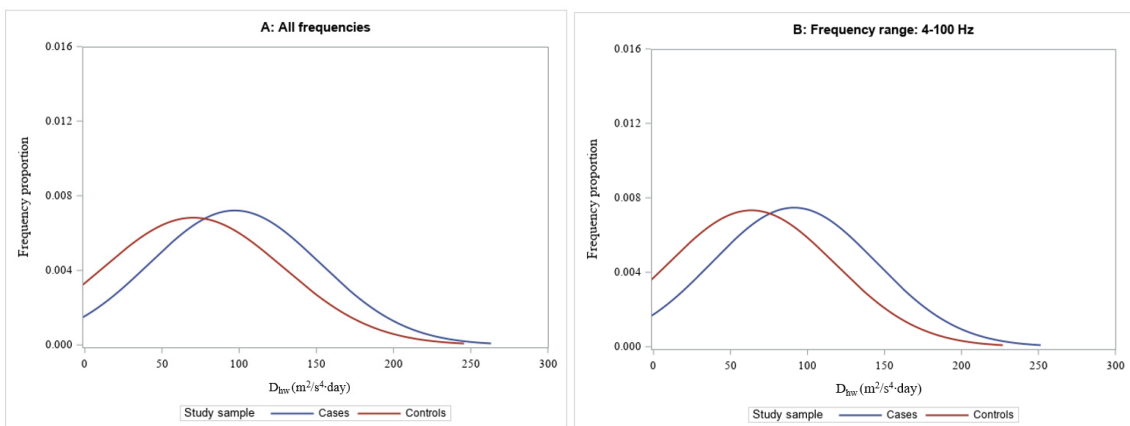 A: All frequencies
0.016
0.012
0.008
0.004
0.000
Frequency proportion
0 50 100 150 200 250 300
D_hw (m²/s⁴·day)
Study sample Cases Controls
B: Frequency range: 4-100 Hz
0.016
0.012
0.008
0.004
0.000
Frequency proportion
0 50 100 150 200 250 300
D_hw (m²/s⁴·day)
Study sample Cases Controls